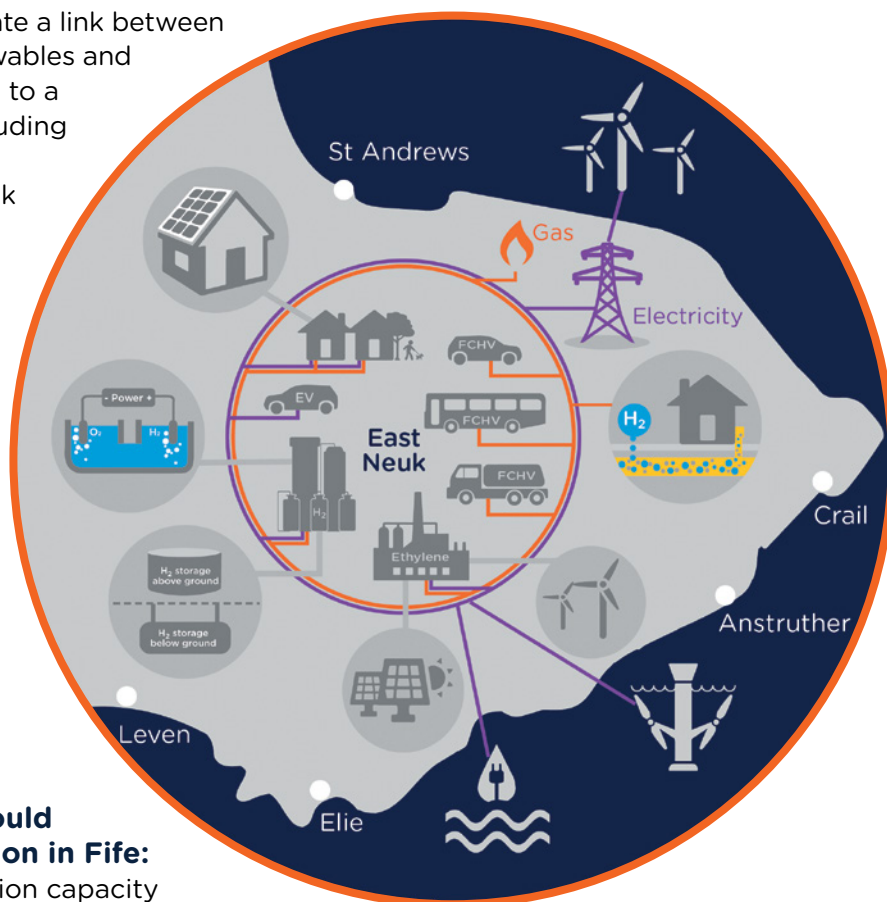 ate a link between
wables and
to a
uding
k
St Andrews
Gas
Electricity
FCHV
- Power +
O₂
H₂
EV
FCHV
East
Neuk
H₂
H₂
FCHV
Crail
Ethylene
H₂ storage
above ground
H₂ storage
below ground
Anstruther
Leven
Elie
ould
on in Fife:
ion capacity